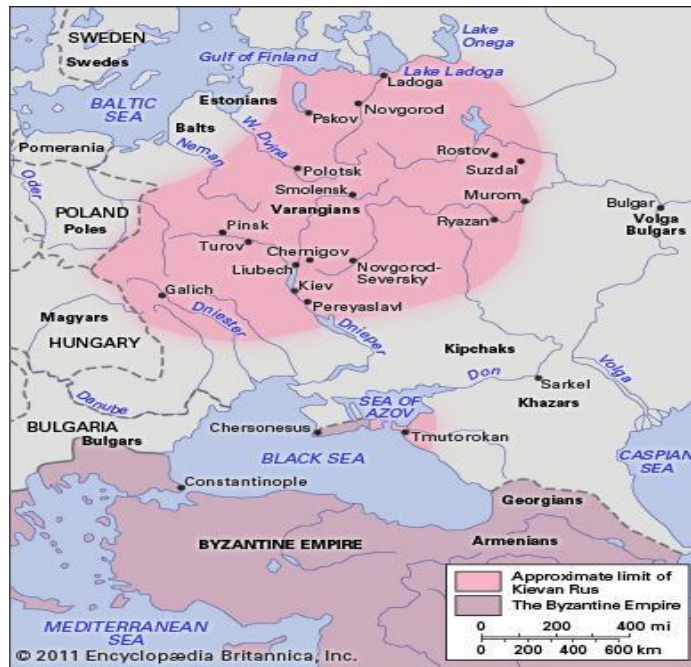 SWEDEN
Swedes
Gulf of Finland
Lake
Onega
Lake Ladoga
Ladoga
BALTIC
SEA
Estonians
Pskov
Novgorod
Balts
W. Dvina
Neman
Pomerania
Rostov
Suzdal
Polotsk
Smolensk
Oder
Varangians
Murom
Bulgar
POLAND
Poles
Pinsk
Ryazan
Volga
Bulgars
Turov
Chernigov
Liubech
Novgorod-
Seversky
Galich
Kiev
Dniester
Pereyaslavl
Magyars
Dnieper
HUNGARY
Kipchaks
Don
Volga
Danube
Sarkel
SEA OF
AZOV
Khazars
BULGARIA
Bulgars
Chersonesus
Tmutorokan
BLACK SEA
CASPIAN
SEA
Constantinople
Georgians
BYZANTINE EMPIRE
Armenians
Approximate limit of
Kievan Rus
The Byzantine Empire
MEDITERRANEAN
SEA
0 200 400 mi
0 200 400 600 km
© 2011 Encyclopædia Britannica, Inc.